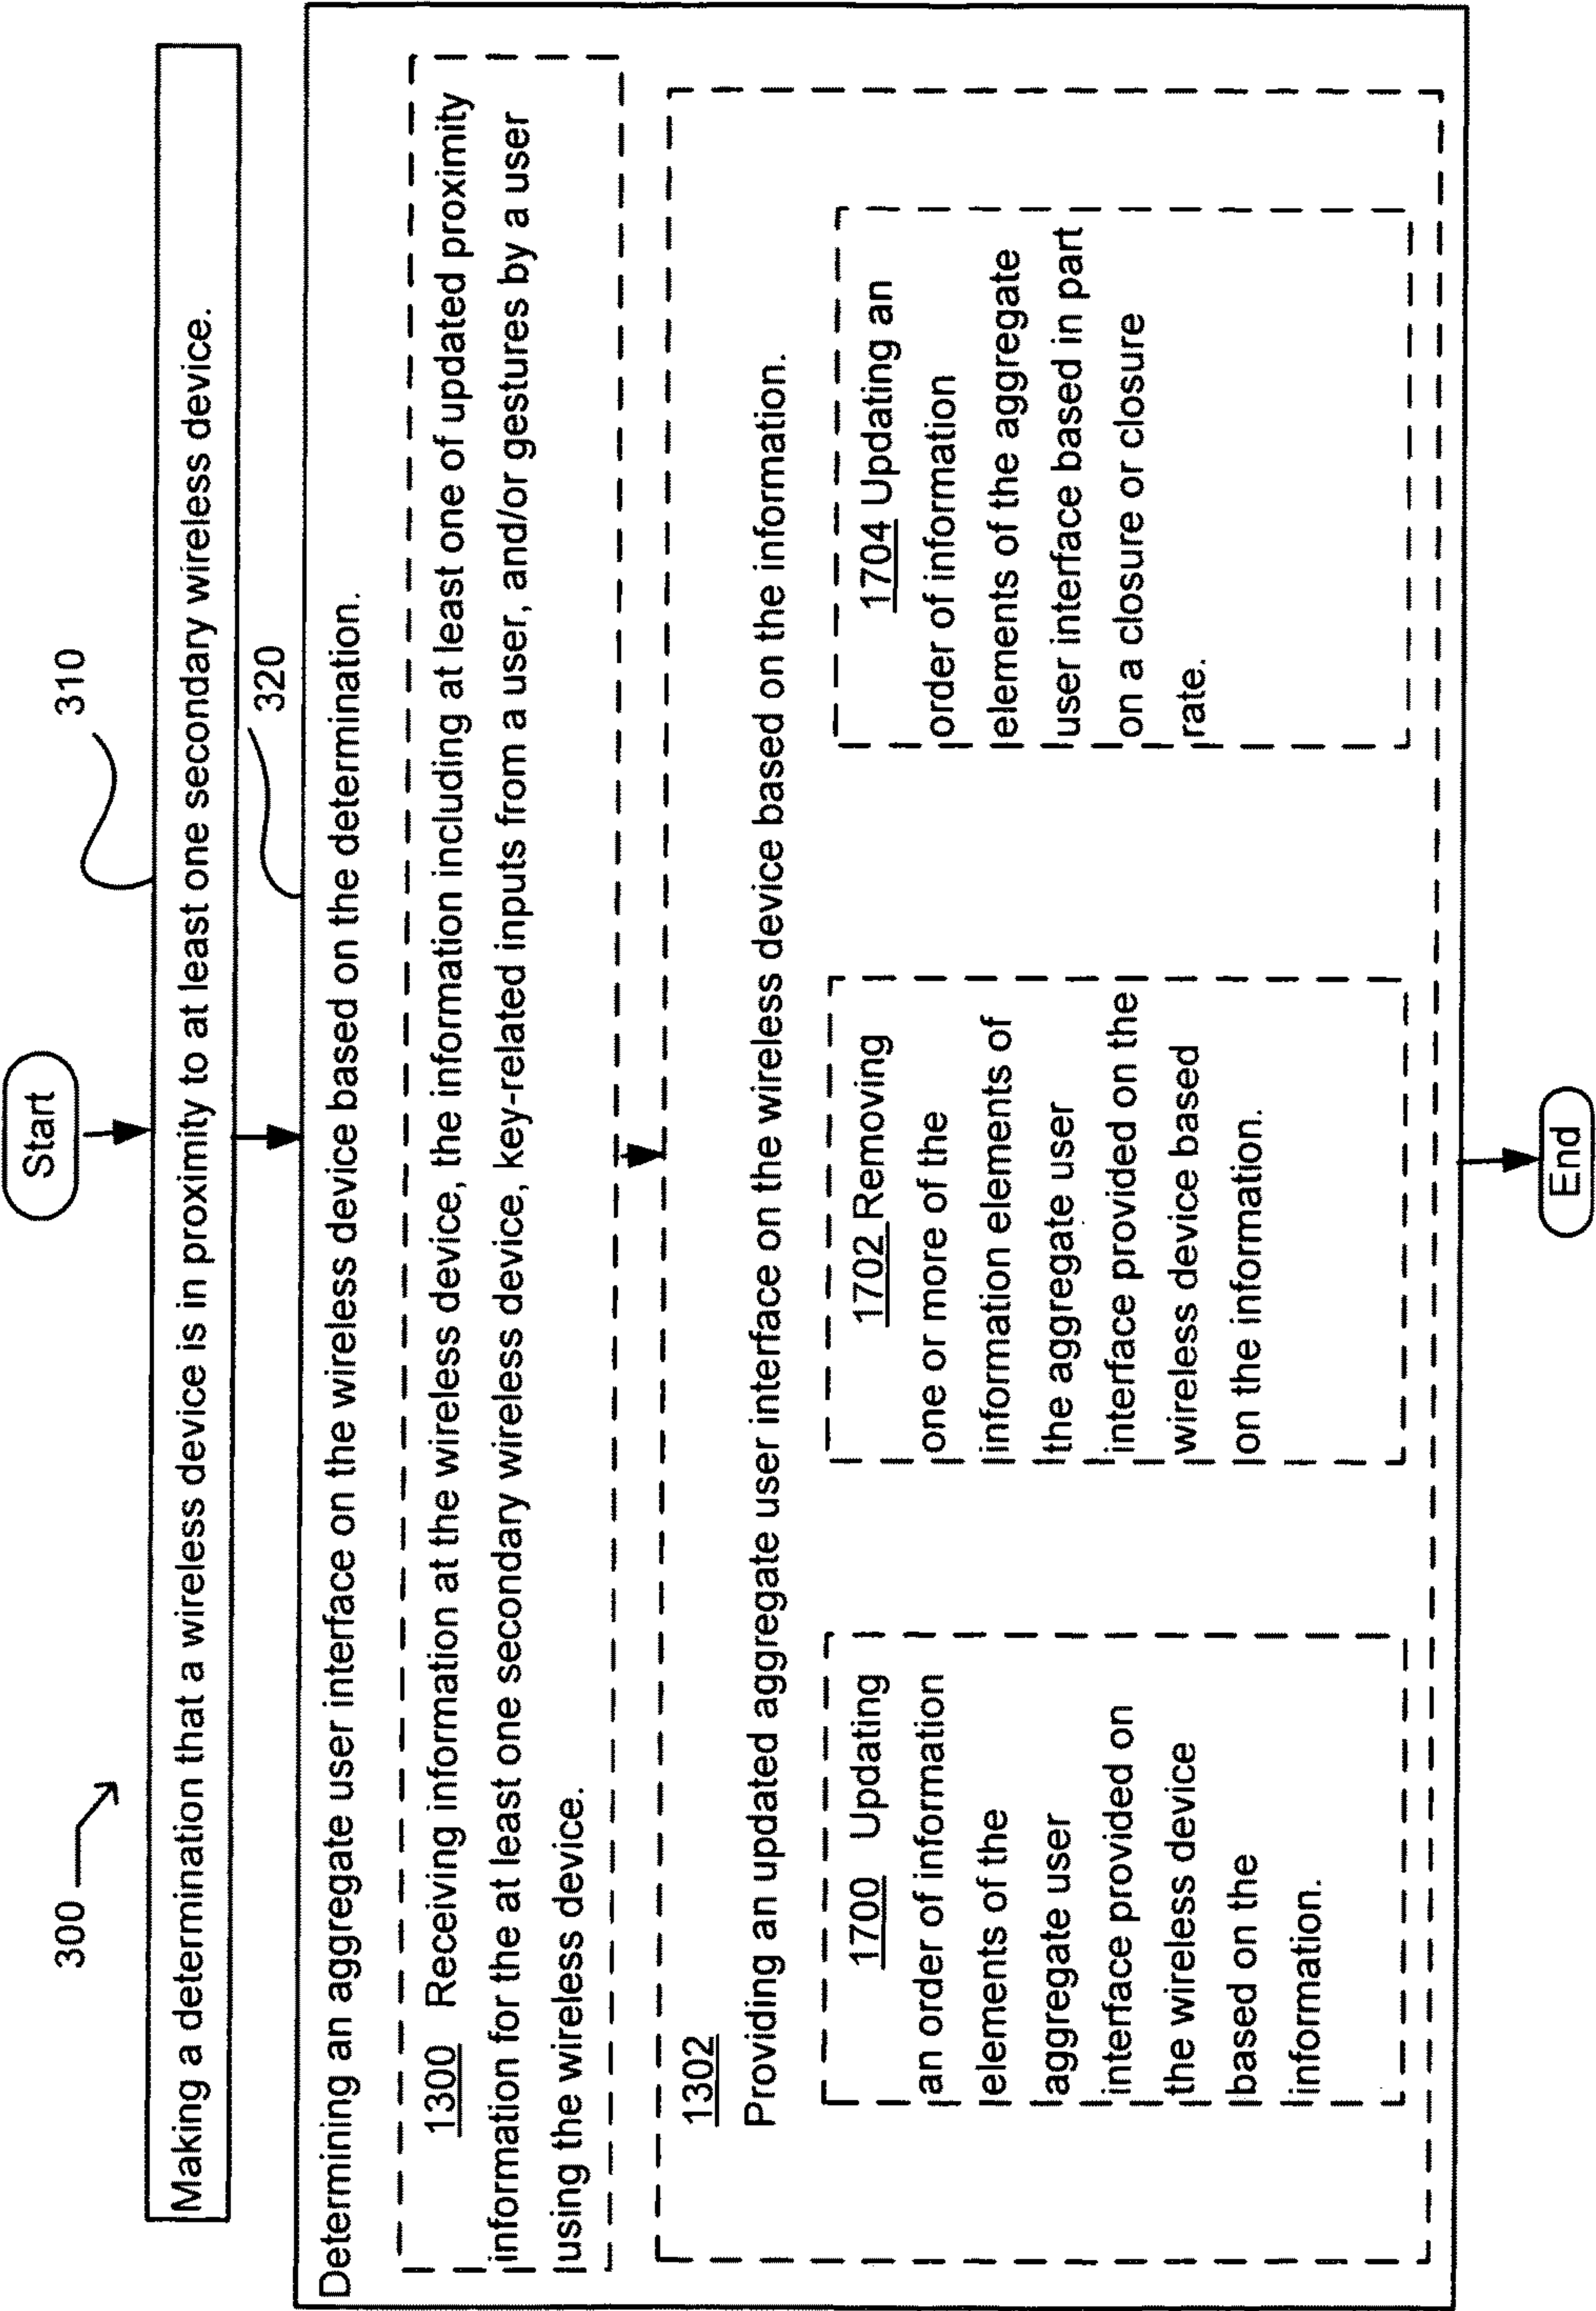 300
Start
310
Making a determination that a wireless device is in proximity to at least one secondary wireless device.
320
Determining an aggregate user interface on the wireless device based on the determination.
1300 Receiving information at the wireless device, the information including at least one of updated proximity
information for the at least one secondary wireless device, key-related inputs from a user, and/or gestures by a user
using the wireless device.
1302
Providing an updated aggregate user interface on the wireless device based on the information.
1700 Updating
an order of information
elements of the
aggregate user
interface provided on
the wireless device
based on the
information.
1702 Removing
one or more of the
information elements of
the aggregate user
interface provided on the
wireless device based
on the information.
1704 Updating an
order of information
elements of the aggregate
user interface based in part
on a closure or closure
rate.
End